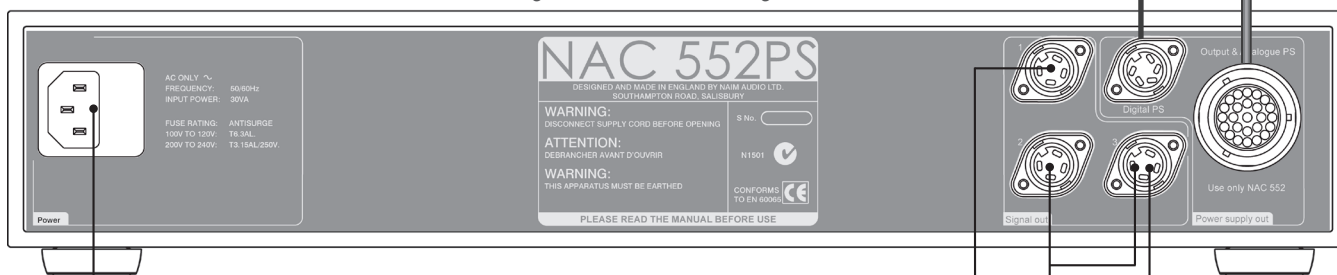 AC ONLY ~
FREQUENCY: 50/60Hz
INPUT POWER: 30VA
FUSE RATING: ANTISURGE
100V TO 120V: T6.3AL.
200V TO 240V: T3.15AL/250V.
Power
NAC 552PS
DESIGNED AND MADE IN ENGLAND BY NAIM AUDIO LTD.
SOUTHAMPTON ROAD, SALISBURY
WARNING:
DISCONNECT SUPPLY CORD BEFORE OPENING
ATTENTION:
DEBRANCHER AVANT D'OUVRIR
WARNING:
THIS APPARATUS MUST BE EARTHED
S No.
N1501
CONFORMS
TO EN 60065
CE
PLEASE READ THE MANUAL BEFORE USE
1
2
3
Signal out
Digital PS
Output & Analogue PS
Use only NAC 552
Power supply out